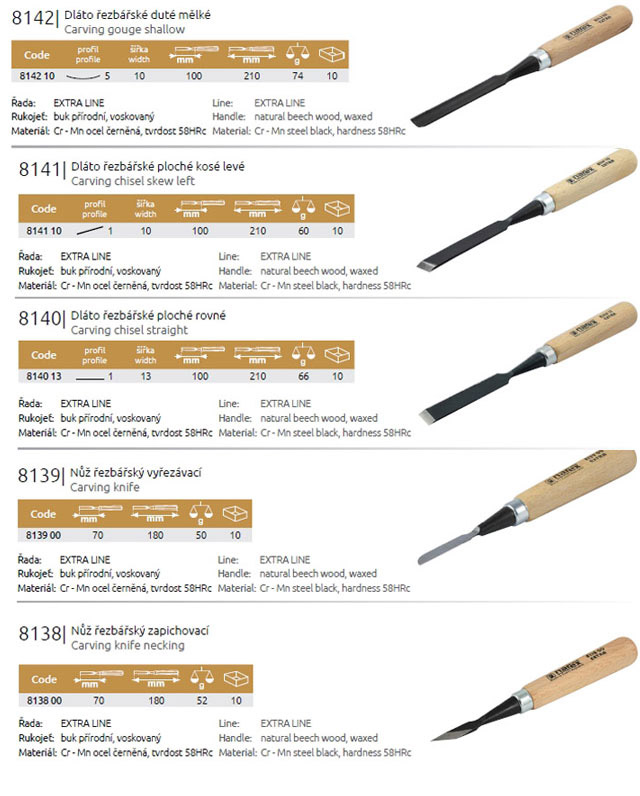 8142| Dláto řezbářské duté mělké
Carving gouge shallow
Code profil profile šířka width mm mm g
8142 10 5 10 100 210 74 10
Řada: EXTRA LINE Line: EXTRA LINE
Rukojeť: buk přírodní, voskovaný Handle: natural beech wood, waxed
Materiál: Cr - Mn ocel černěná, tvrdost 58HRc Material: Cr - Mn steel black, hardness 58HRc
8141| Dláto řezbářské ploché kosé levé
Carving chisel skew left
Code profil profile šířka width mm mm g
8141 10 1 10 100 210 60 10
Řada: EXTRA LINE Line: EXTRA LINE
Rukojeť: buk přírodní, voskovaný Handle: natural beech wood, waxed
Materiál: Cr - Mn ocel černěná, tvrdost 58HRc Material: Cr - Mn steel black, hardness 58HRc
8140| Dláto řezbářské ploché rovné
Carving chisel straight
Code profil profile šířka width mm mm g
8140 13 1 13 100 210 66 10
Řada: EXTRA LINE Line: EXTRA LINE
Rukojeť: buk přírodní, voskovaný Handle: natural beech wood, waxed
Materiál: Cr - Mn ocel černěná, tvrdost 58HRc Material: Cr - Mn steel black, hardness 58HRc
8139| Nůž řezbářský vyřezávací
Carving knife
Code mm mm g
8139 00 70 180 50 10
Řada: EXTRA LINE Line: EXTRA LINE
Rukojeť: buk přírodní, voskovaný Handle: natural beech wood, waxed
Materiál: Cr - Mn ocel černěná, tvrdost 58HRc Material: Cr - Mn steel black, hardness 58HRc
8138| Nůž řezbářský zapichovací
Carving knife necking
Code mm mm g
8138 00 70 180 52 10
Řada: EXTRA LINE Line: EXTRA LINE
Rukojeť: buk přírodní, voskovaný Handle: natural beech wood, waxed
Materiál: Cr - Mn ocel černěná, tvrdost 58HRc Material: Cr - Mn steel black, hardness 58HRc